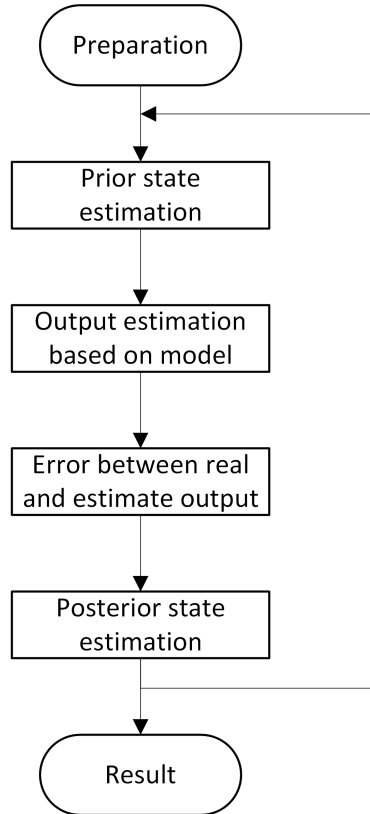 Preparation
Prior state
estimation
Output estimation
based on model
Error between real
and estimate output
Posterior state
estimation
Result